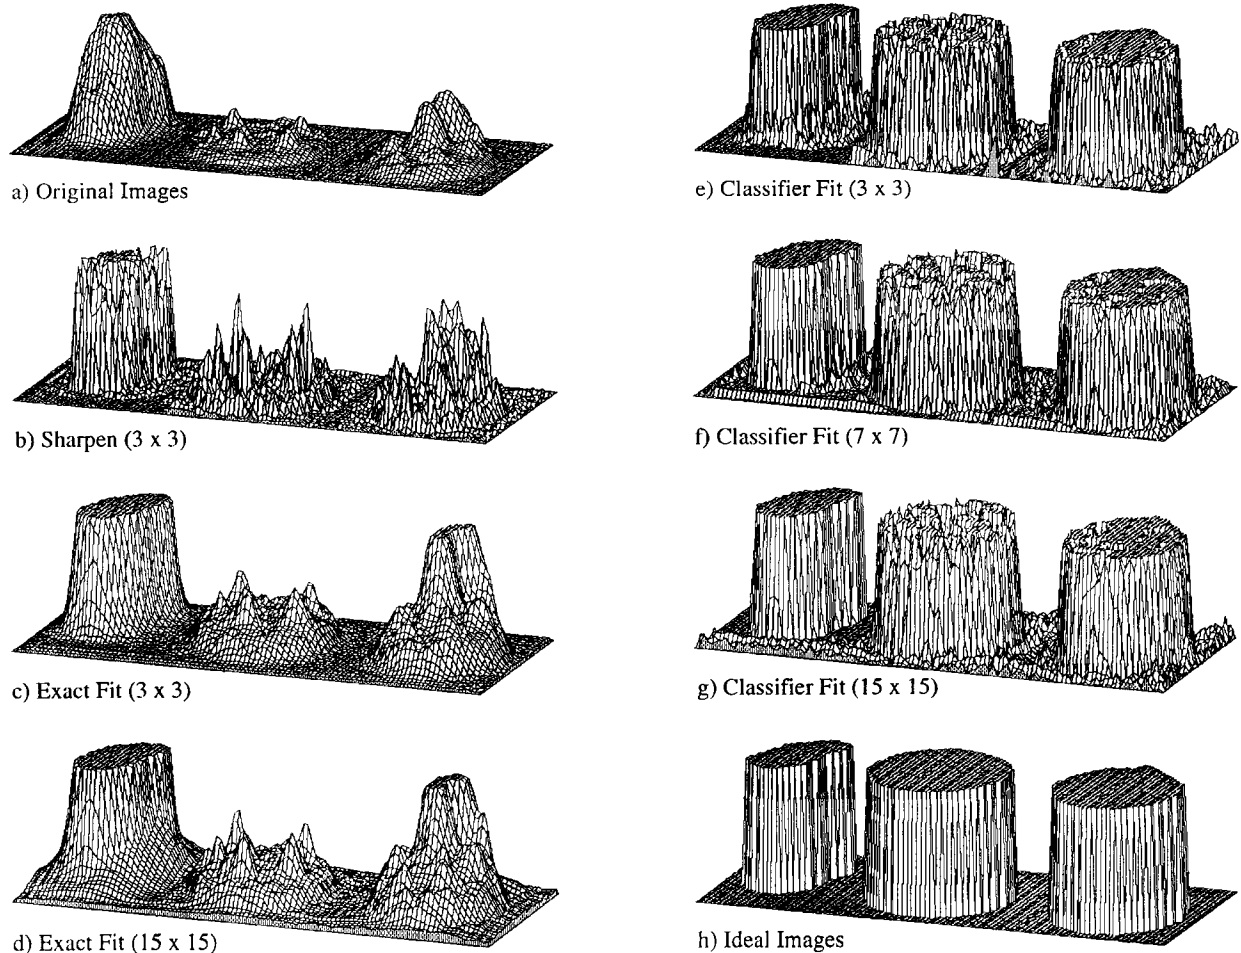 a) Original Images
b) Sharpen (3 x 3)
c) Exact Fit (3 x 3)
d) Exact Fit (15 x 15)
e) Classifier Fit (3 x 3)
f) Classifier Fit (7 x 7)
g) Classifier Fit (15 x 15)
h) Ideal Images